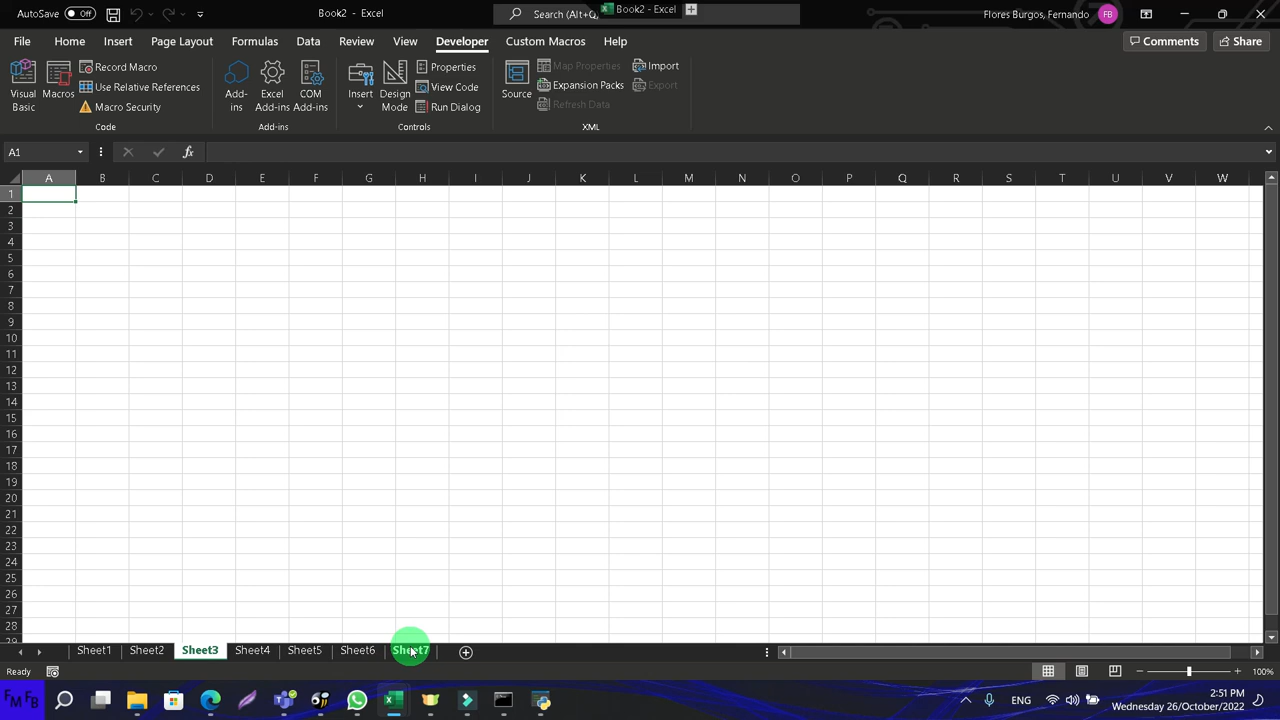 AutoSave Off Book2 - Excel Search (Alt+Q Book2 - Excel Flores Burgos, Fernando FB
File Home Insert Page Layout Formulas Data Review View Developer Custom Macros Help Comments Share
Visual Basic
Macros
Record Macro
Use Relative References
Macro Security
Code
Add-ins
Excel Add-ins
COM Add-ins
Add-ins
Insert
Design Mode
Properties
View Code
Run Dialog
Controls
Source
Map Properties
Expansion Packs
Refresh Data
Import
Export
XML
A1 fx
A B C D E F G H I J K L M N O P Q R S T U V W
1
2
3
4
5
6
7
8
9
10
11
12
13
14
15
16
17
18
19
20
21
22
23
24
25
26
27
28
29
Sheet1 Sheet2 Sheet3 Sheet4 Sheet5 Sheet6 Sheet7
Ready 100%
FM FB ENG 2:51 PM
Wednesday 26/October/2022